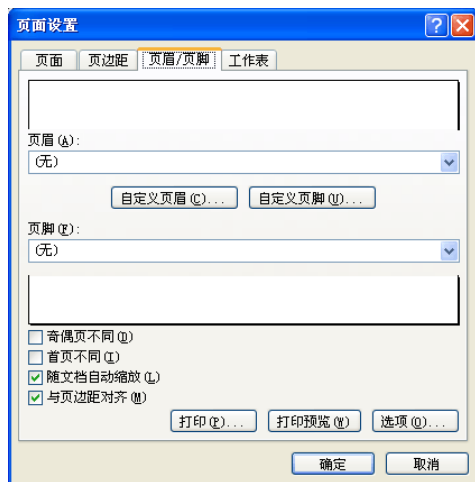 页面设置
页面 页边距 页眉/页脚 工作表
页眉(A):
(无)
自定义页眉(C)... 自定义页脚(U)...
页脚(F):
(无)
奇偶页不同(D)
首页不同(I)
随文档自动缩放(L)
与页边距对齐(M)
打印(P)... 打印预览(W) 选项(O)...
确定 取消